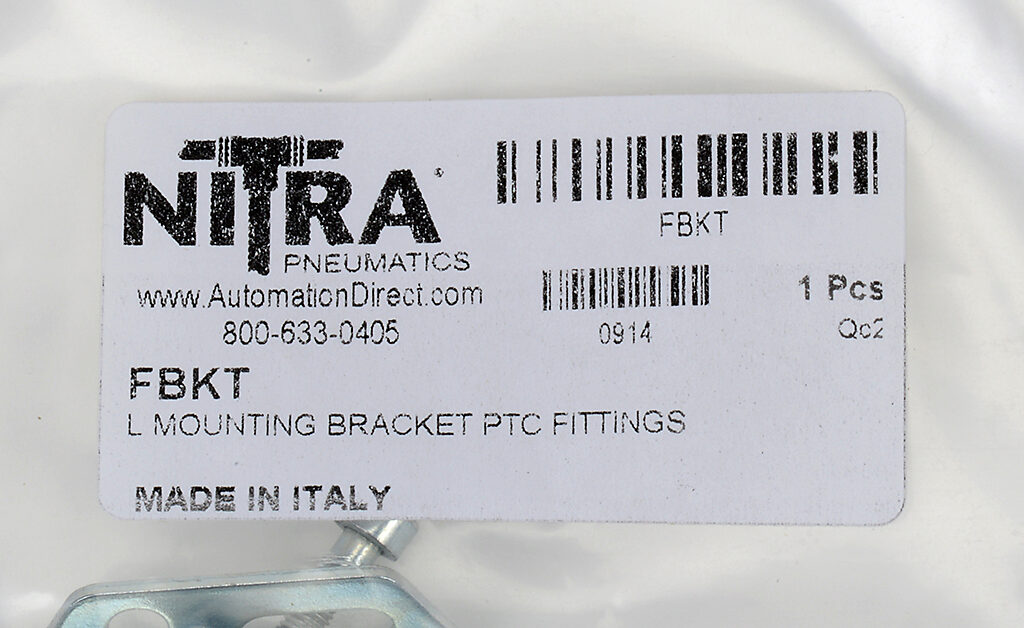 NITRA
PNEUMATICS
www.AutomationDirect.com
800-633-0405
FBKT
0914
1 Pcs
Qc2
FBKT
L MOUNTING BRACKET PTC FITTINGS
MADE IN ITALY